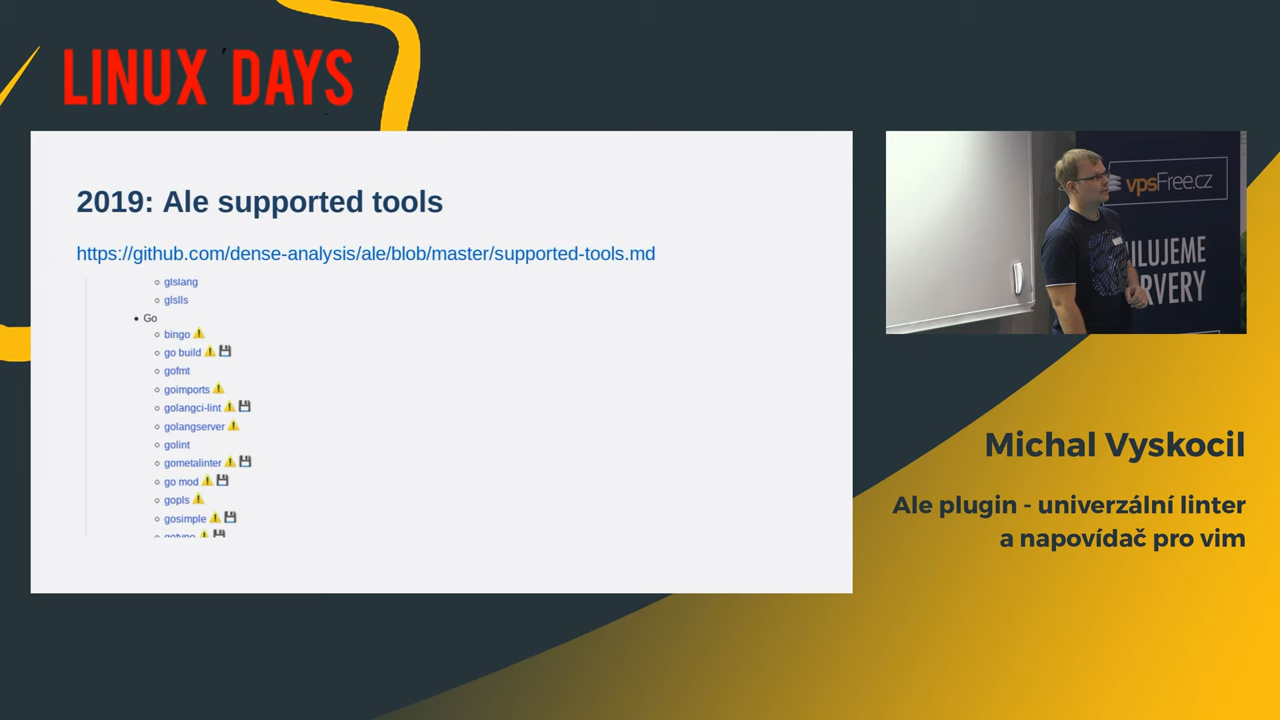 LINUX DAYS
2019: Ale supported tools
https://github.com/dense-analysis/ale/blob/master/supported-tools.md
glslang
glslls
Go
bingo
go build
gofmt
goimports
golangci-lint
golangserver
golint
gometalinter
go mod
gopls
gosimple
gotype
vpsFree.cz
ILUJEME
RVERY
Michal Vyskocil
Ale plugin - univerzální linter
a napovídač pro vim